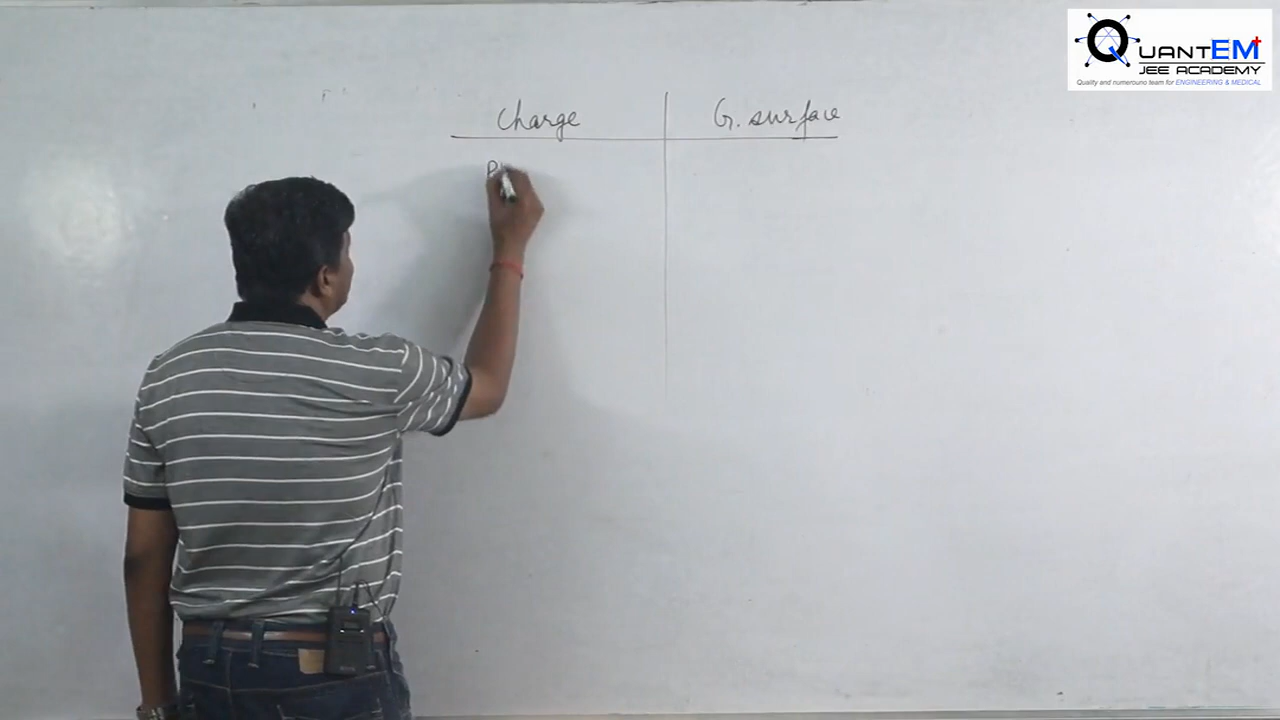 QUANTEM+
JEE ACADEMY
Quality and numerouno team for ENGINEERING & MEDICAL
Charge G. surface
P